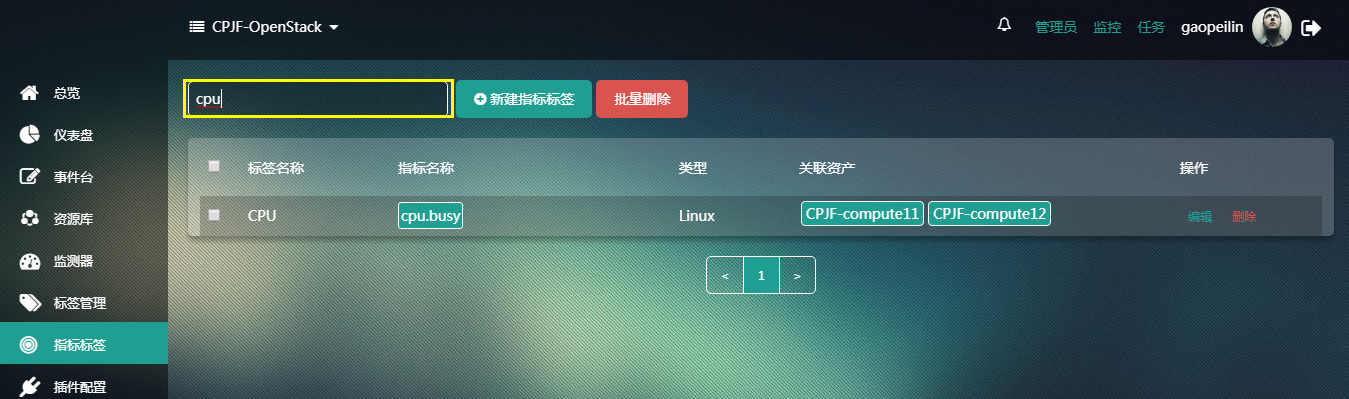 CPJF-OpenStack
管理员 监控 任务 gaopeilin
总览
仪表盘
事件台
资源库
监测器
标签管理
指标标签
插件配置
cpu 新建指标标签 批量删除
标签名称 指标名称 类型 关联资产 操作
CPU cpu.busy Linux CPJF-compute11 CPJF-compute12 编辑 删除
< 1 >